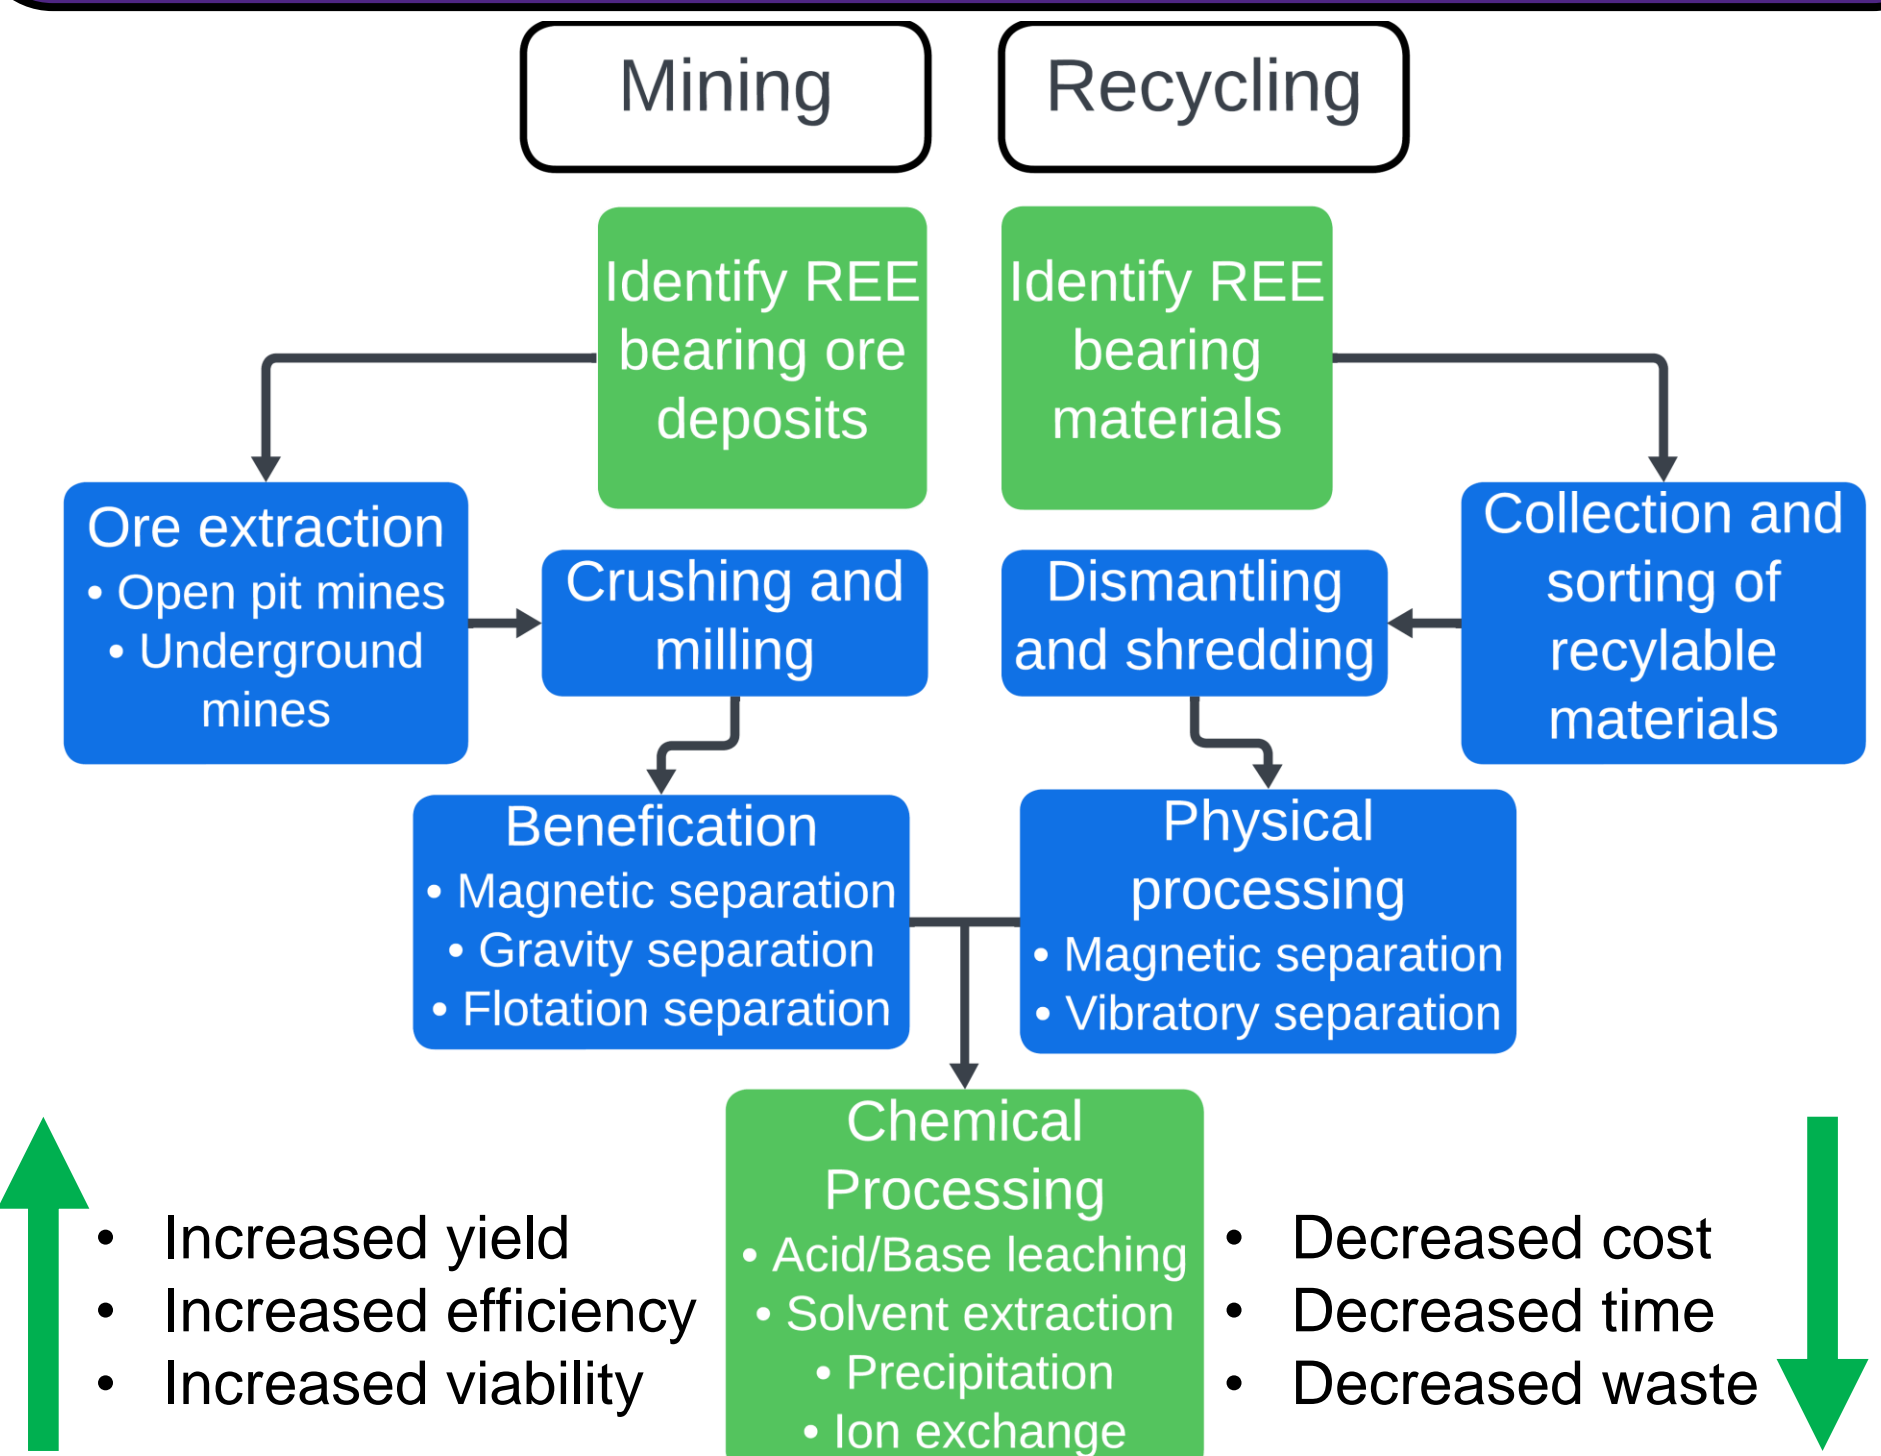 Mining
Recycling
Identify REE
bearing ore
deposits
Identify REE
bearing
materials
Ore extraction
• Open pit mines
• Underground
mines
Crushing and
milling
Dismantling
and shredding
Collection and
sorting of
recylable
materials
Benefication
• Magnetic separation
• Gravity separation
• Flotation separation
Physical
processing
• Magnetic separation
• Vibratory separation
Chemical
Processing
• Acid/Base leaching
• Solvent extraction
• Precipitation
• Ion exchange
• Increased yield
• Increased efficiency
• Increased viability
• Decreased cost
• Decreased time
• Decreased waste